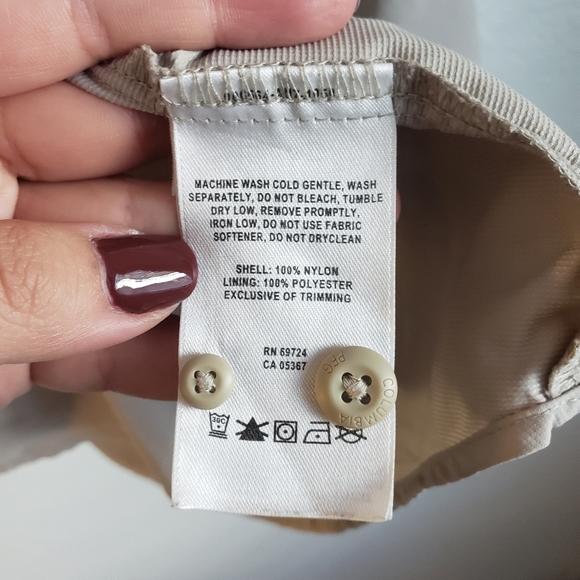 MACHINE WASH COLD GENTLE, WASH
SEPARATELY, DO NOT BLEACH, TUMBLE
DRY LOW, REMOVE PROMPTLY,
IRON LOW, DO NOT USE FABRIC
SOFTENER, DO NOT DRYCLEAN
SHELL: 100% NYLON
LINING: 100% POLYESTER
EXCLUSIVE OF TRIMMING
RN 69724
CA 05367
COLUMBIA
PFG
30C